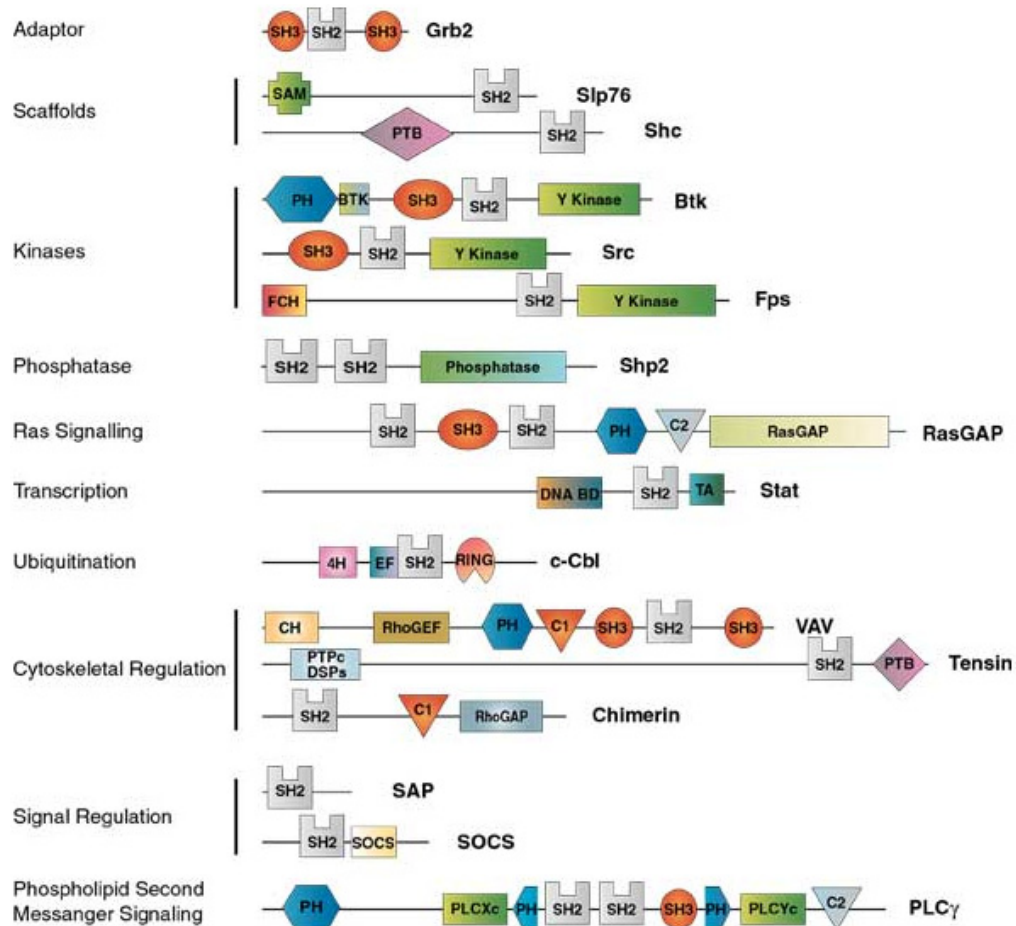 Adaptor
SH3 SH2 SH3 Grb2
Scaffolds
SAM SH2 Slp76
PTB SH2 Shc
Kinases
PH BTK SH3 SH2 Y Kinase Btk
SH3 SH2 Y Kinase Src
FCH SH2 Y Kinase Fps
Phosphatase
SH2 SH2 Phosphatase Shp2
Ras Signalling
SH2 SH3 SH2 PH C2 RasGAP RasGAP
Transcription
DNA BD SH2 TA Stat
Ubiquitination
4H EF SH2 RING c-Cbl
Cytoskeletal Regulation
CH RhoGEF PH C1 SH3 SH2 SH3 VAV
PTPc
DSPs
SH2 PTB Tensin
SH2 C1 RhoGAP Chimerin
Signal Regulation
SH2 SAP
SH2 SOCS SOCS
Phospholipid Second
Messanger Signaling
PH PLCXc PH SH2 SH2 SH3 PH PLCYc C2 PLCγ